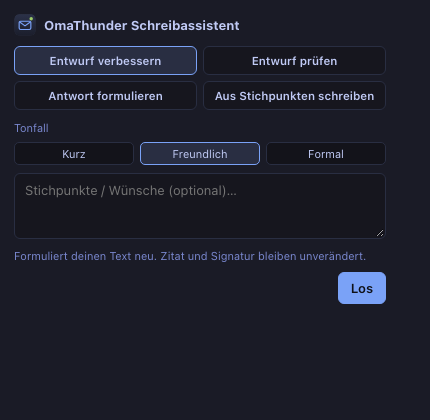 OmaThunder Schreibassistent
Entwurf verbessern
Entwurf prüfen
Antwort formulieren
Aus Stichpunkten schreiben
Tonfall
Kurz
Freundlich
Formal
Stichpunkte / Wünsche (optional)...
Formuliert deinen Text neu. Zitat und Signatur bleiben unverändert.
Los